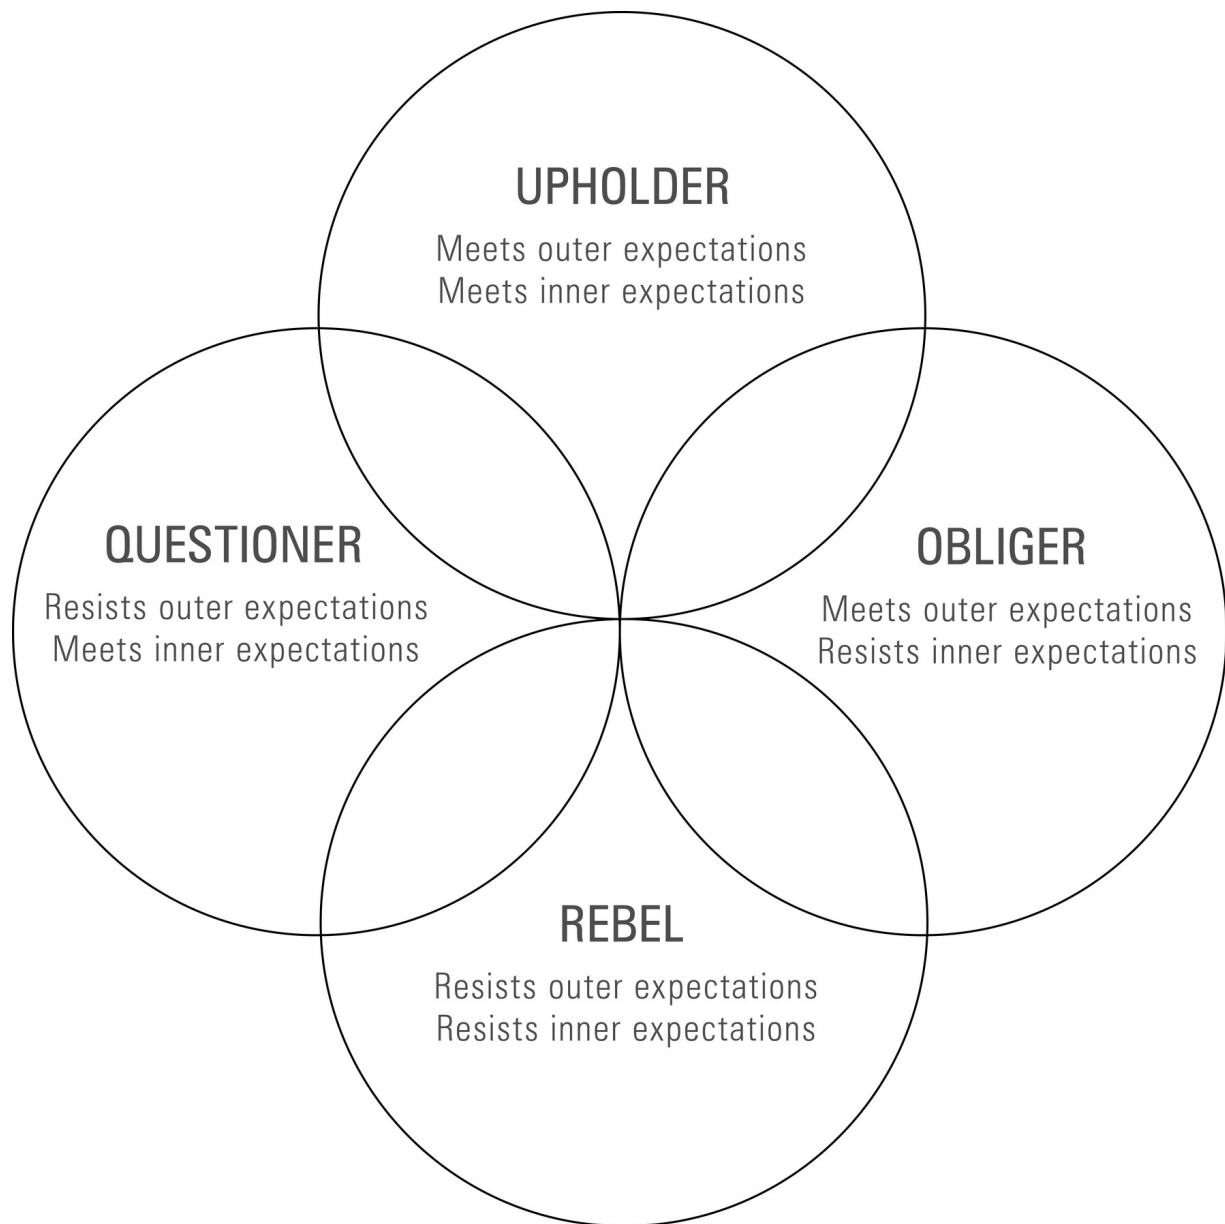 UPHOLDER
Meets outer expectations
Meets inner expectations
QUESTIONER
Resists outer expectations
Meets inner expectations
OBLIGER
Meets outer expectations
Resists inner expectations
REBEL
Resists outer expectations
Resists inner expectations